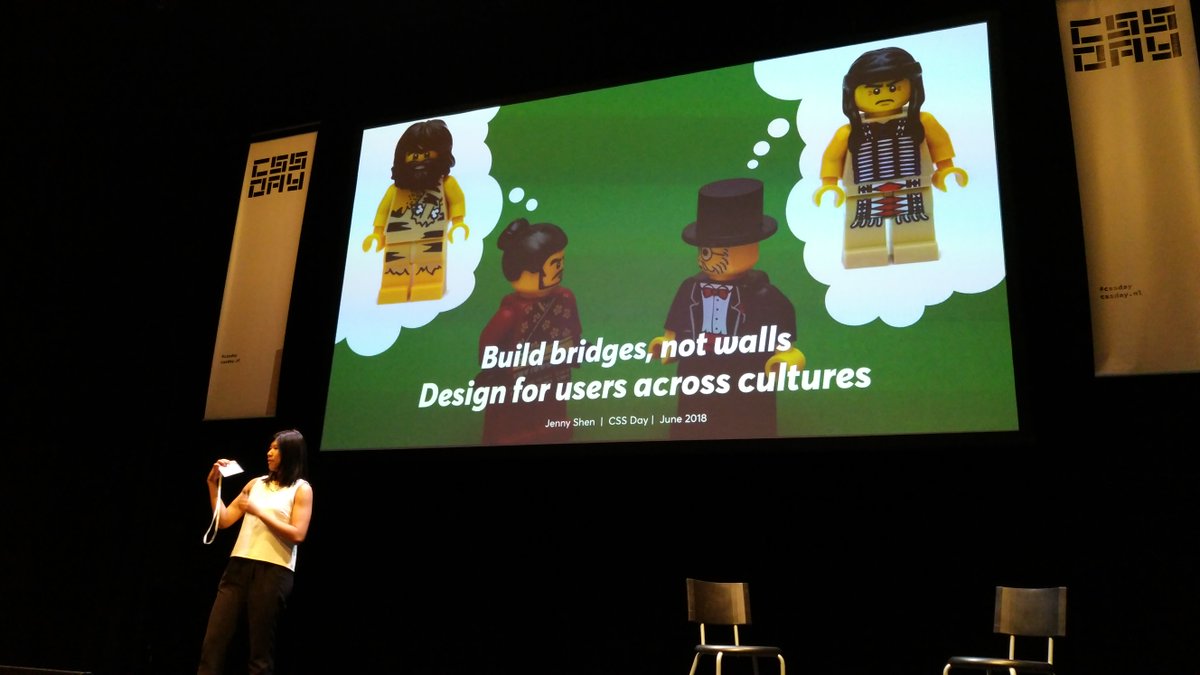 CSS
DAY
#cssday
cssday.nl
Build bridges, not walls
Design for users across cultures
Jenny Shen | CSS Day | June 2018
CSS
DAY
#cssday
cssday.nl